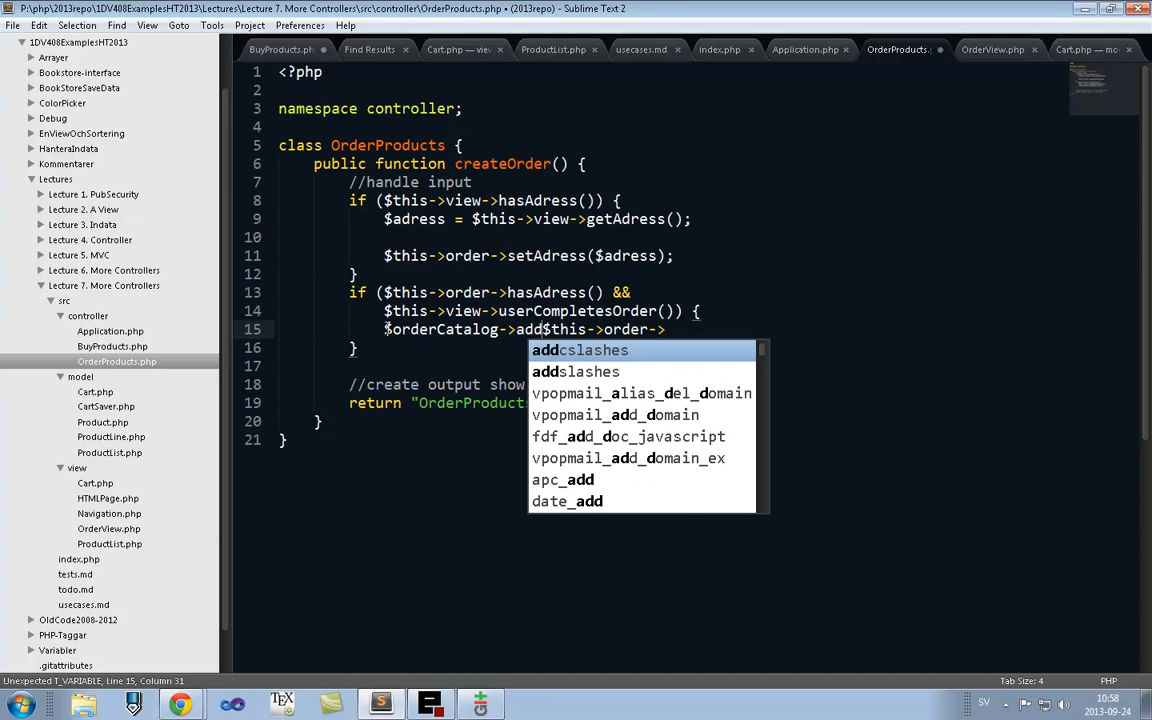 P:\php\2013repo\1DV408ExamplesHT2013\Lectures\Lecture 7. More Controllers\src\controller\OrderProducts.php • (2013repo) - Sublime Text 2
File Edit Selection Find View Goto Tools Project Preferences Help
1DV408ExamplesHT2013
Arrayer
Bookstore-interface
BookStoreSaveData
ColorPicker
Debug
EnViewOchSortering
HanteraIndata
Kommentarer
Lectures
Lecture 1. PubSecurity
Lecture 2. A View
Lecture 3. Indata
Lecture 4. Controller
Lecture 5. MVC
Lecture 6. More Controllers
Lecture 7. More Controllers
src
controller
Application.php
BuyProducts.php
OrderProducts.php
model
Cart.php
CartSaver.php
Product.php
ProductLine.php
ProductList.php
view
Cart.php
HTMLPage.php
Navigation.php
OrderView.php
ProductList.php
index.php
tests.md
todo.md
usecases.md
OldCode2008-2012
PHP-Taggar
Variabler
.gitattributes
BuyProducts.ph Find Results Cart.php — view ProductList.php usecases.md index.php Application.php OrderProducts. OrderView.php Cart.php — mo
1 <?php
2
3 namespace controller;
4
5 class OrderProducts {
6 public function createOrder() {
7 //handle input
8 if ($this->view->hasAdress()) {
9 $adress = $this->view->getAdress();
10
11 $this->order->setAdress($adress);
12 }
13 if ($this->order->hasAdress() &&
14 $this->view->userCompletesOrder()) {
15 $orderCatalog->add$this->order->
16 }
17
18 //create output show
19 return "OrderProducts
20 }
21 }
addcslashes
addslashes
vpopmail_alias_del_domain
vpopmail_add_domain
fdf_add_doc_javascript
vpopmail_add_domain_ex
apc_add
date_add
Unexpected T_VARIABLE, Line 15, Column 31 Tab Size: 4 PHP
TEX SV 10:58
2013-09-24